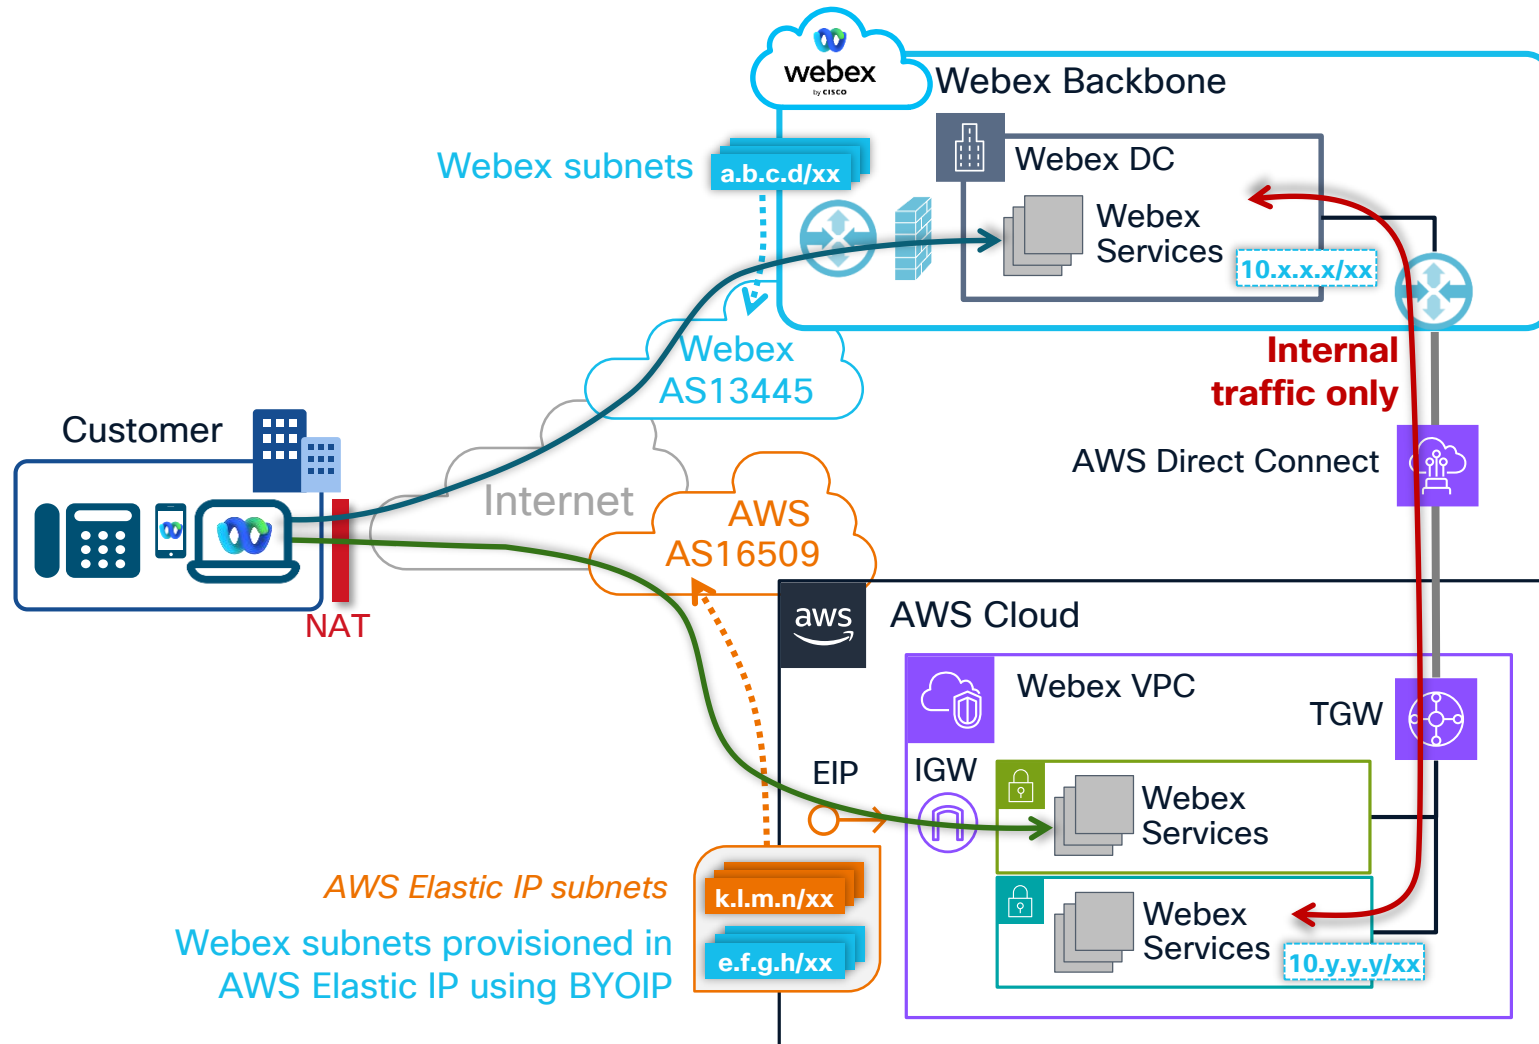 webex
by CISCO
Webex Backbone
Webex DC
Webex subnets
a.b.c.d/xx
Webex
Services
10.x.x.x/xx
Webex
AS13445
Internal
traffic only
Customer
AWS Direct Connect
Internet
AWS
AS16509
NAT
aws
AWS Cloud
Webex VPC
TGW
EIP
IGW
Webex
Services
AWS Elastic IP subnets
k.l.m.n/xx
Webex
Services
Webex subnets provisioned in
AWS Elastic IP using BYOIP
e.f.g.h/xx
10.y.y.y/xx